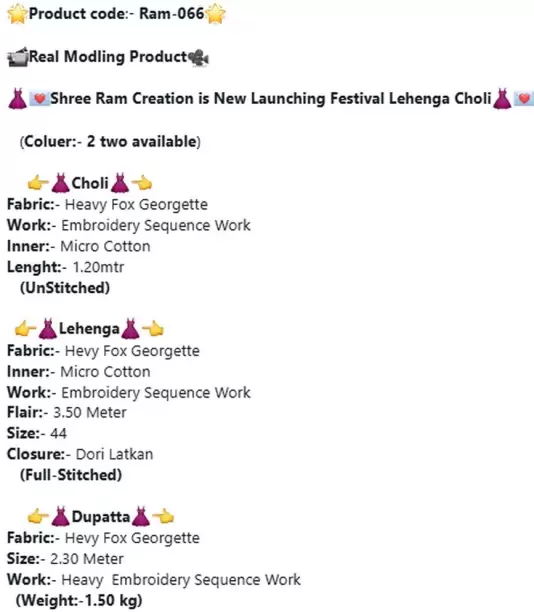 🌟Product code:- Ram-066🌟
📹Real Modling Product🎥
👗💌Shree Ram Creation is New Launching Festival Lehenga Choli👗💌
(Coluer:- 2 two available)
👉👗Choli👗👈
Fabric:- Heavy Fox Georgette
Work:- Embroidery Sequence Work
Inner:- Micro Cotton
Lenght:- 1.20mtr
(UnStitched)
👉👗Lehenga👗👈
Fabric:- Hevy Fox Georgette
Inner:- Micro Cotton
Work:- Embroidery Sequence Work
Flair:- 3.50 Meter
Size:- 44
Closure:- Dori Latkan
(Full-Stitched)
👉👗Dupatta👗👈
Fabric:- Hevy Fox Georgette
Size:- 2.30 Meter
Work:- Heavy  Embroidery Sequence Work
(Weight:-1.50 kg)